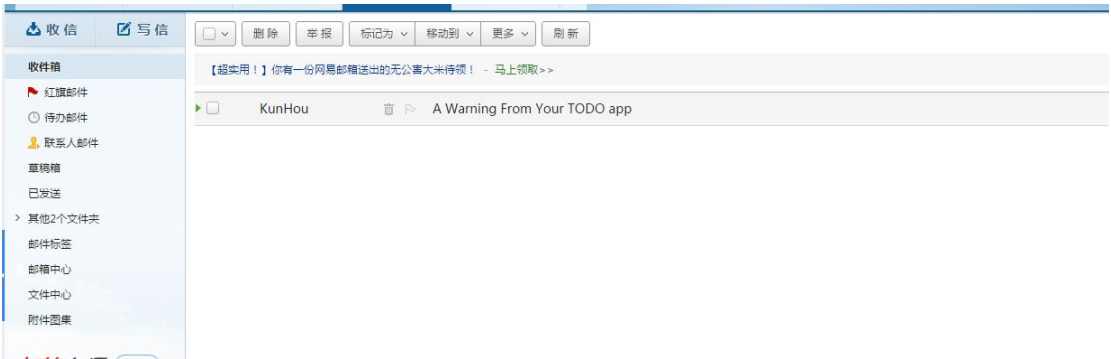 收信 写信
删除 举报 标记为 移动到 更多 刷新
收件箱
【超实用！】你有一份网易邮箱送出的无公害大米待领！ - 马上领取>>
红旗邮件
KunHou A Warning From Your TODO app
待办邮件
联系人邮件
草稿箱
已发送
其他2个文件夹
邮件标签
邮箱中心
文件中心
附件图集